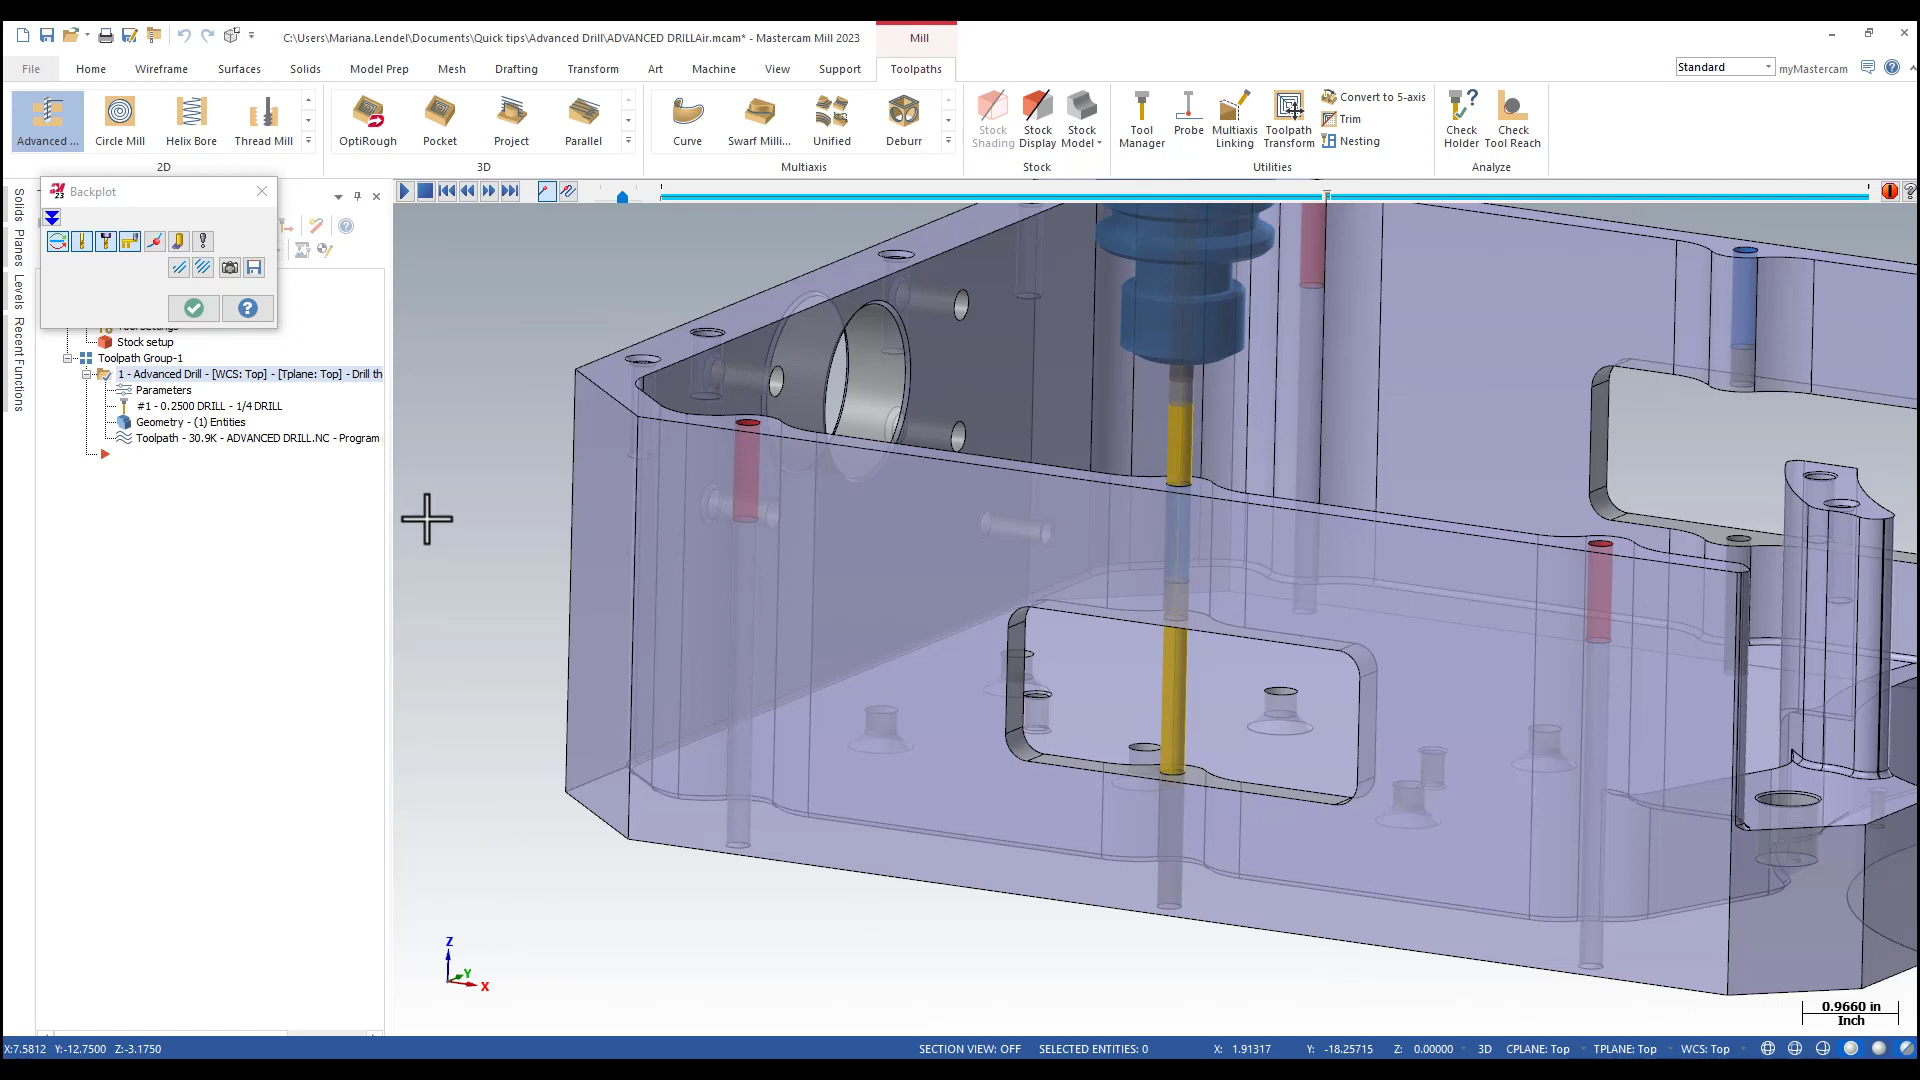 C:\Users\Mariana.Lendel\Documents\Quick tips\Advanced Drill\ADVANCED DRILLAir.mcam* - Mastercam Mill 2023
Mill
File Home Wireframe Surfaces Solids Model Prep Mesh Drafting Transform Art Machine View Support Toolpaths
Standard myMastercam
Advanced ... Circle Mill Helix Bore Thread Mill
2D
OptiRough Pocket Project Parallel
3D
Curve Swarf Milli... Unified Deburr
Multiaxis
Stock Shading Stock Display Stock Model
Stock
Tool Manager Probe Multiaxis Linking Toolpath Transform
Convert to 5-axis
Trim
Nesting
Utilities
Check Holder Check Tool Reach
Analyze
Backplot
Solids Planes Levels Recent Functions
Stock setup
Toolpath Group-1
1 - Advanced Drill - [WCS: Top] - [Tplane: Top] - Drill th
Parameters
#1 - 0.2500 DRILL - 1/4 DRILL
Geometry - (1) Entities
Toolpath - 30.9K - ADVANCED DRILL.NC - Program
Z
Y
X
0.9660 in
Inch
X:7.5812 Y:-12.7500 Z:-3.1750
SECTION VIEW: OFF SELECTED ENTITIES: 0 X: 1.91317 Y: -18.25715 Z: 0.00000 3D CPLANE: Top TPLANE: Top WCS: Top